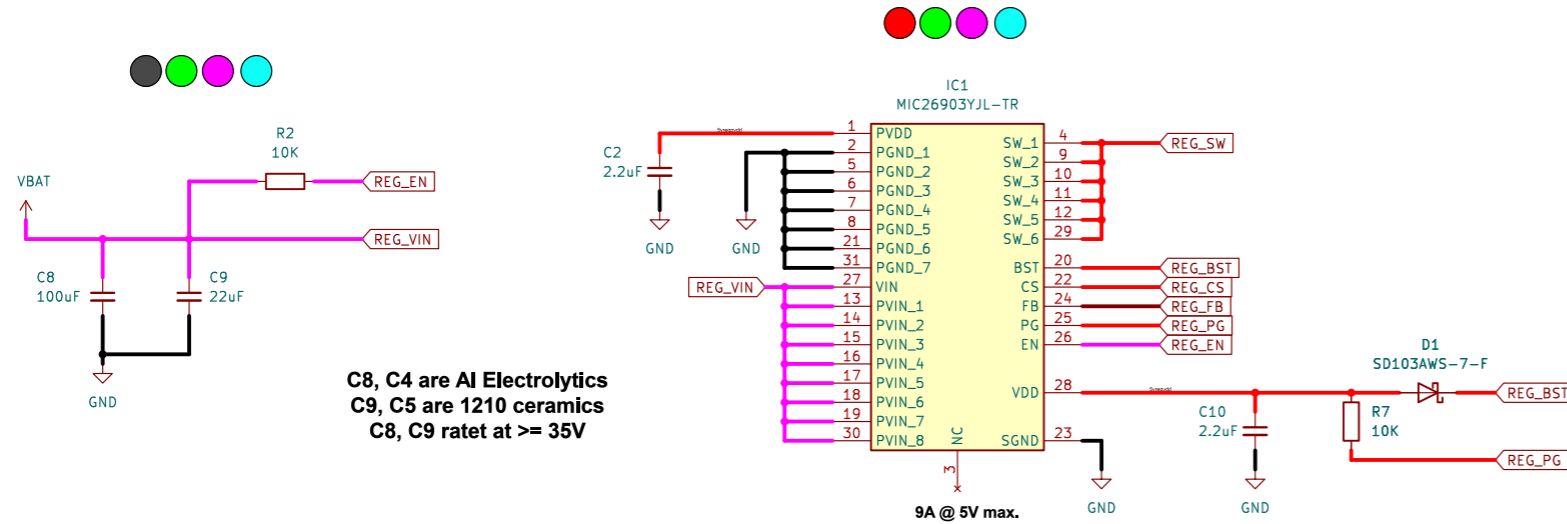 R2
10K
REG_EN
VBAT
REG_VIN
C8
100uF
C9
22uF
GND
C8, C4 are Al Electrolytics
C9, C5 are 1210 ceramics
C8, C9 ratet at >= 35V
IC1
MIC26903YJL-TR
C2
2.2uF
GND
GND
REG_VIN
1 PVDD
2 PGND_1
5 PGND_2
6 PGND_3
7 PGND_4
8 PGND_5
21 PGND_6
31 PGND_7
27 VIN
13 PVIN_1
14 PVIN_2
15 PVIN_3
16 PVIN_4
17 PVIN_5
18 PVIN_6
19 PVIN_7
30 PVIN_8
SW_1 4 REG_SW
SW_2 9
SW_3 10
SW_4 11
SW_5 12
SW_6 29
BST 20 REG_BST
CS 22 REG_CS
FB 24 REG_FB
PG 25 REG_PG
EN 26 REG_EN
VDD 28
SGND 23
NC
3
9A @ 5V max.
GND
C10
2.2uF
GND
R7
10K
D1
SD103AWS-7-F
REG_BST
REG_PG